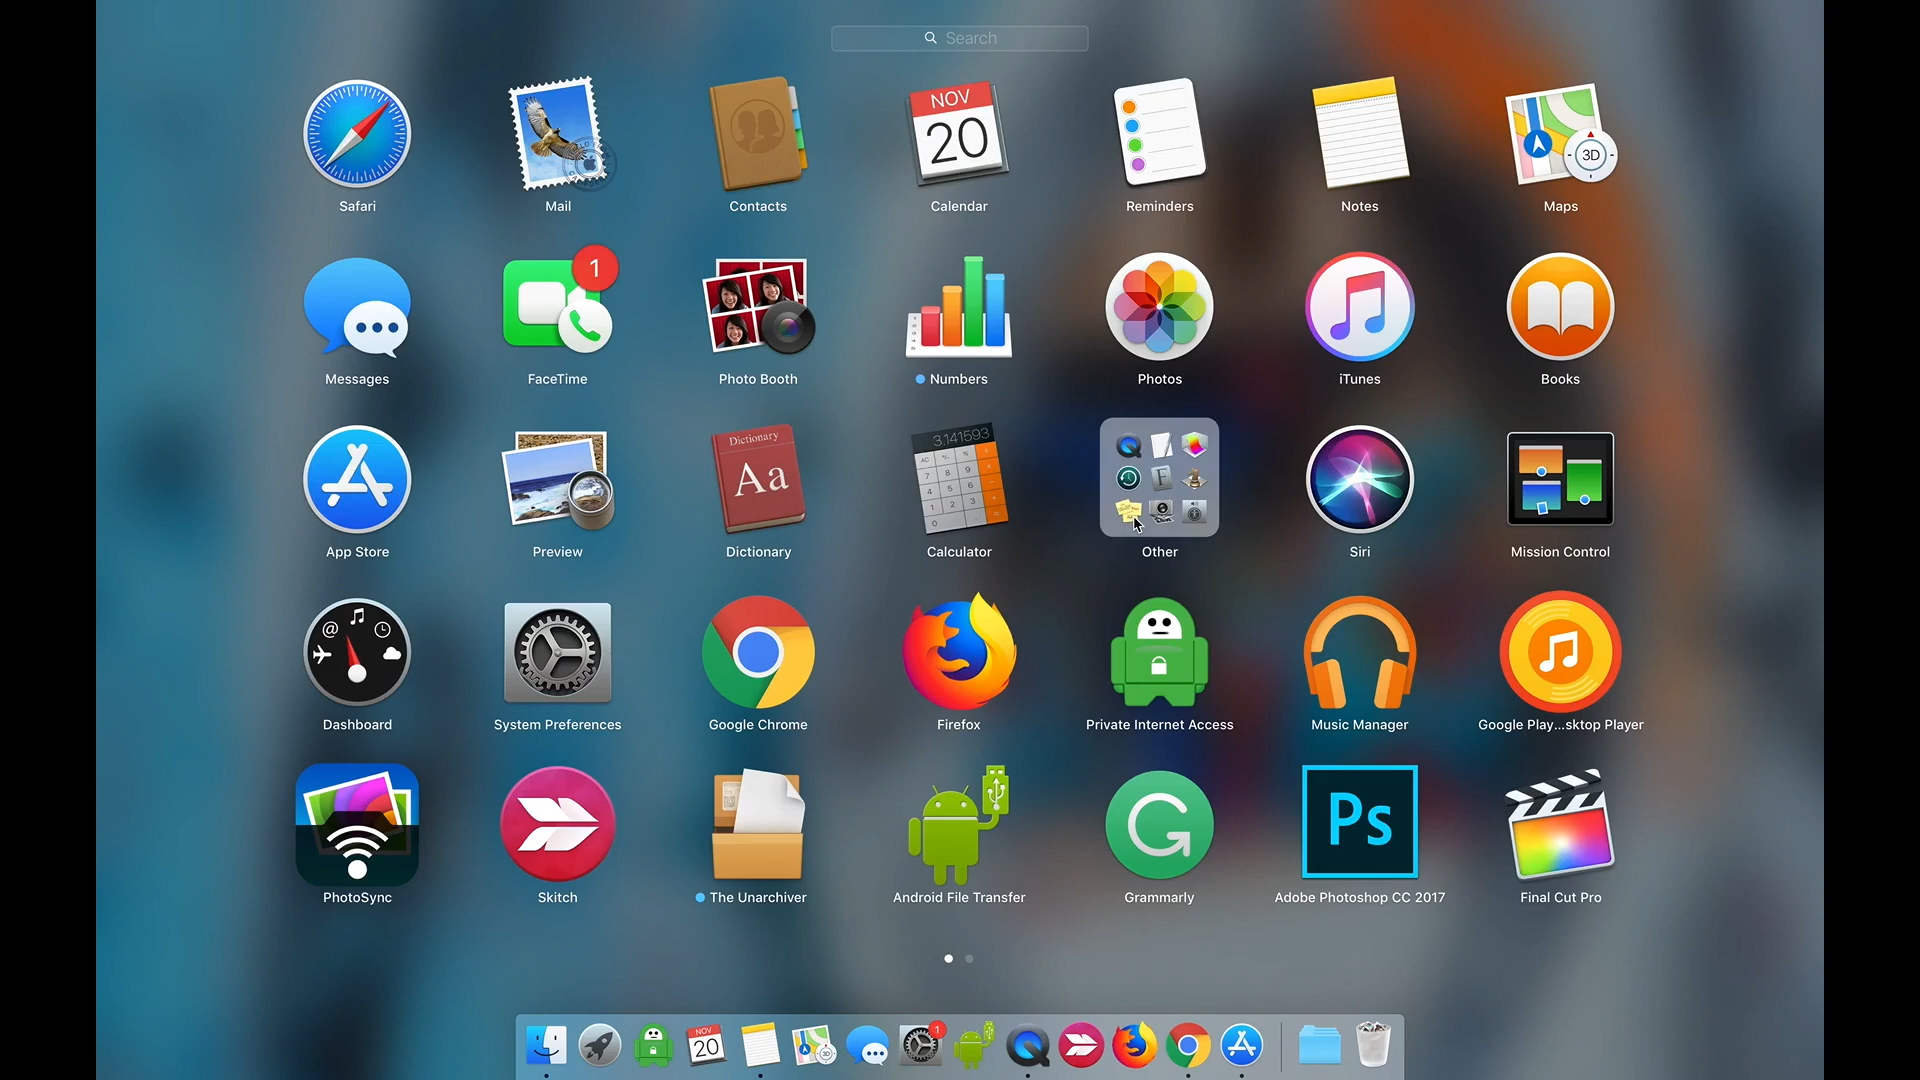 Search
Safari
Mail
Contacts
NOV
20
Calendar
Reminders
Notes
3D
Maps
Messages
1
FaceTime
Photo Booth
Numbers
Photos
iTunes
Books
App Store
Preview
Dictionary
Aa
Dictionary
3.141593
Calculator
Other
Siri
Mission Control
@
Dashboard
System Preferences
Google Chrome
Firefox
Private Internet Access
Music Manager
Google Play...sktop Player
PhotoSync
Skitch
The Unarchiver
Android File Transfer
G
Grammarly
Ps
Adobe Photoshop CC 2017
Final Cut Pro
NOV
20
3D
1